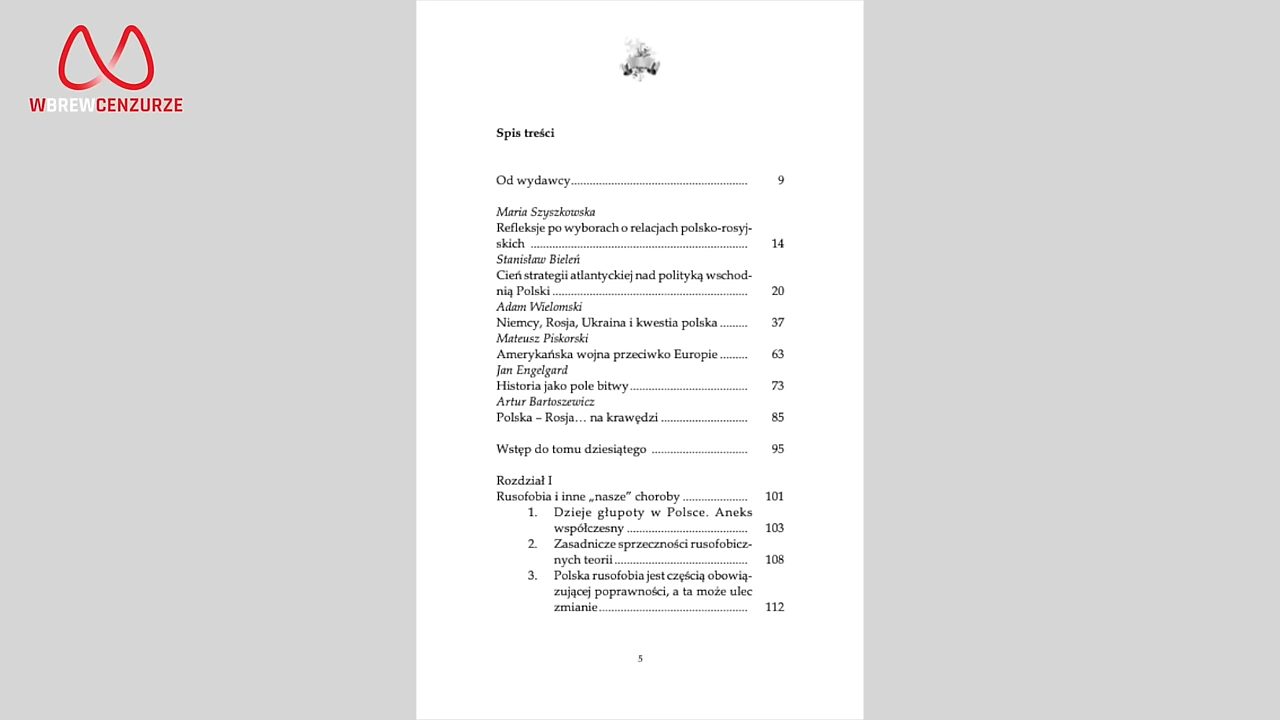 WBREWCENZURZE
Spis treści
Od wydawcy........................................................ 9
Maria Szyszkowska
Refleksje po wyborach o relacjach polsko-rosyj-
skich ..................................................................... 14
Stanisław Bieleń
Cień strategii atlantyckiej nad polityką wschod-
nią Polski .............................................................. 20
Adam Wielomski
Niemcy, Rosja, Ukraina i kwestia polska ......... 37
Mateusz Piskorski
Amerykańska wojna przeciwko Europie ......... 63
Jan Engelgard
Historia jako pole bitwy..................................... 73
Artur Bartoszewicz
Polska – Rosja… na krawędzi ............................ 85
Wstęp do tomu dziesiątego ............................... 95
Rozdział I
Rusofobia i inne „nasze” choroby ..................... 101
1. Dzieje głupoty w Polsce. Aneks
współczesny ....................................... 103
2. Zasadnicze sprzeczności rusofobicz-
nych teorii ........................................... 108
3. Polska rusofobia jest częścią obowią-
zującej poprawności, a ta może ulec
zmianie................................................ 112
5